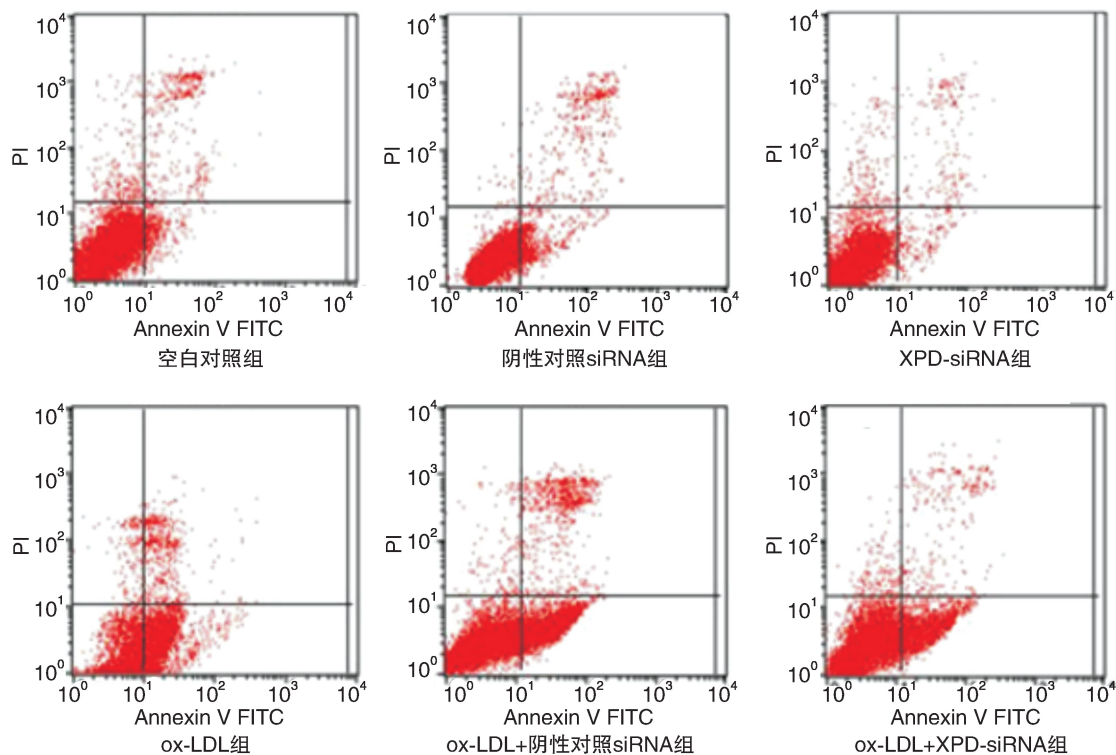 10⁴ 10⁴ 10⁴
10³ 10³ 10³
PI PI PI
10² 10² 10²
10¹ 10¹ 10¹
10⁰ 10⁰ 10⁰
10⁰ 10¹ 10² 10³ 10⁴ 10⁰ 10¹ 10² 10³ 10⁴ 10⁰ 10¹ 10² 10³ 10⁴
Annexin V FITC Annexin V FITC Annexin V FITC
空白对照组 阴性对照siRNA组 XPD-siRNA组
10⁴ 10⁴ 10⁴
10³ 10³ 10³
PI PI PI
10² 10² 10²
10¹ 10¹ 10¹
10⁰ 10⁰ 10⁰
10⁰ 10¹ 10² 10³ 10⁴ 10⁰ 10¹ 10² 10³ 10⁴ 10⁰ 10¹ 10² 10³ 10⁴
Annexin V FITC Annexin V FITC Annexin V FITC
ox-LDL组 ox-LDL+阴性对照siRNA组 ox-LDL+XPD-siRNA组